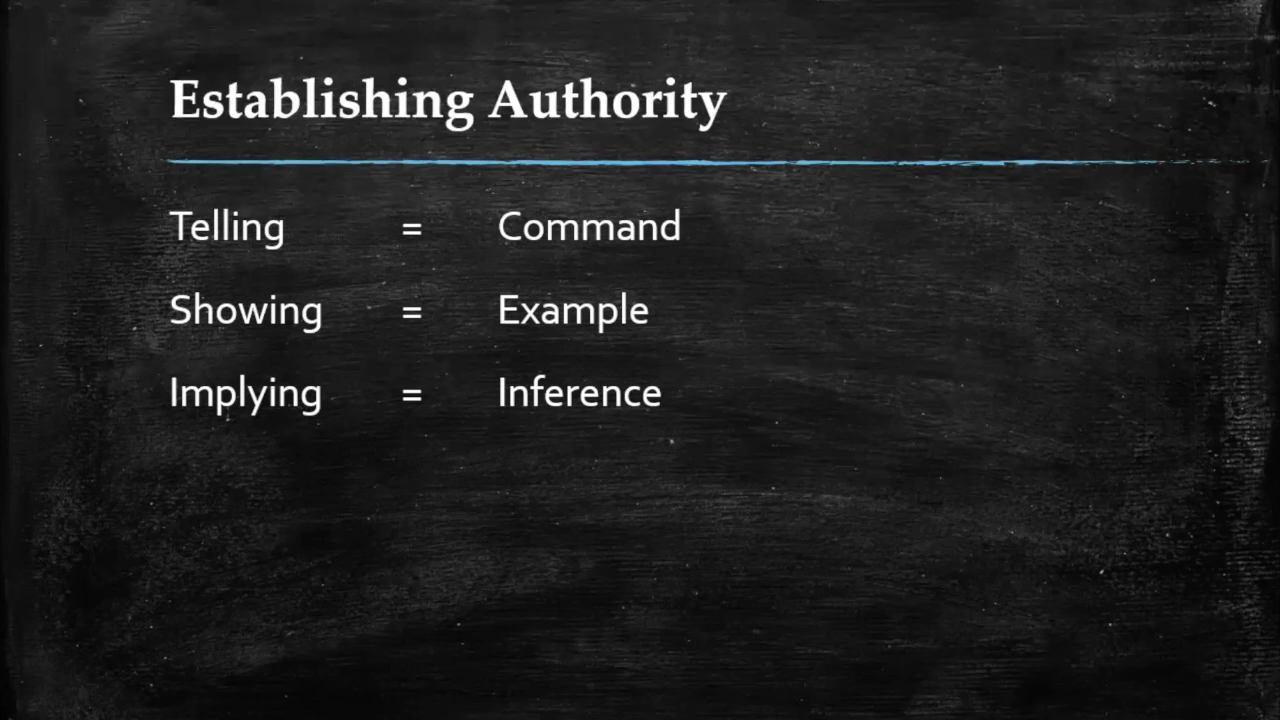 Establishing Authority
Telling = Command
Showing = Example
Implying = Inference